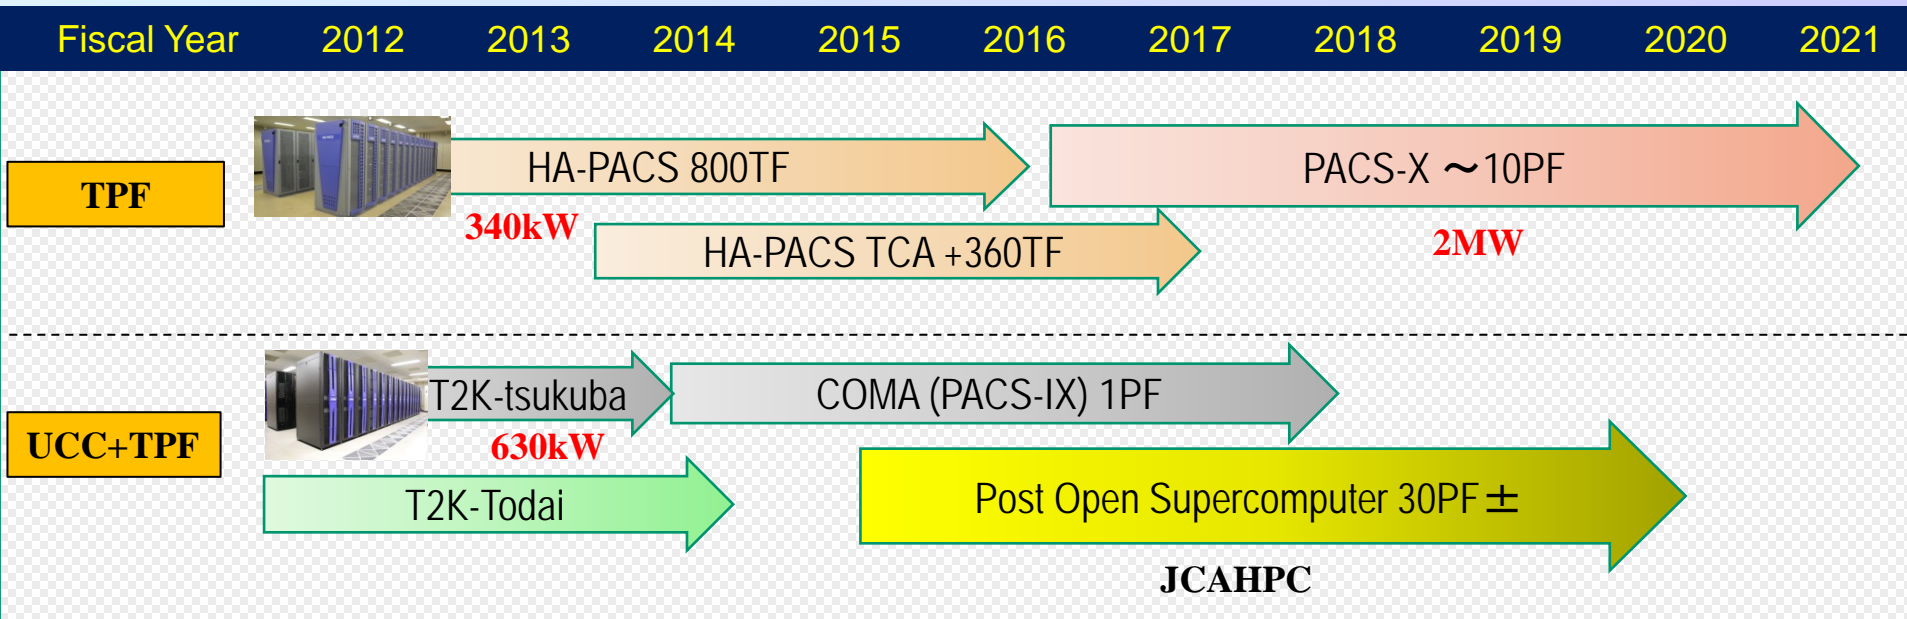 Fiscal Year 2012 2013 2014 2015 2016 2017 2018 2019 2020 2021
TPF
HA-PACS 800TF
PACS-X ～10PF
340kW
HA-PACS TCA +360TF
2MW
UCC+TPF
T2K-tsukuba
COMA (PACS-IX) 1PF
630kW
T2K-Todai
Post Open Supercomputer 30PF±
JCAHPC